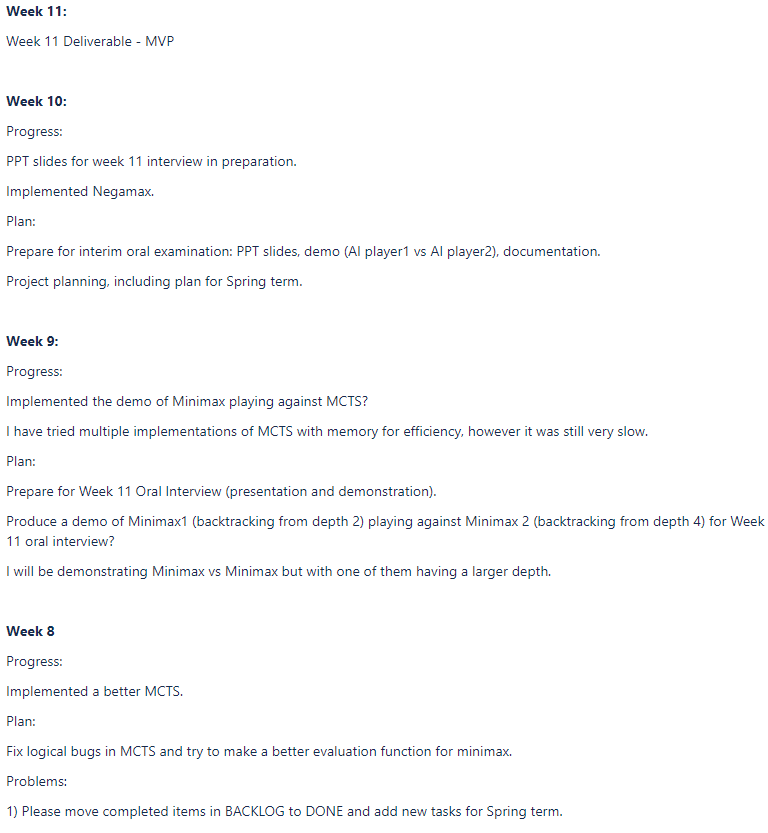 Week 11:
Week 11 Deliverable - MVP
Week 10:
Progress:
PPT slides for week 11 interview in preparation.
Implemented Negamax.
Plan:
Prepare for interim oral examination: PPT slides, demo (AI player1 vs AI player2), documentation.
Project planning, including plan for Spring term.
Week 9:
Progress:
Implemented the demo of Minimax playing against MCTS?
I have tried multiple implementations of MCTS with memory for efficiency, however it was still very slow.
Plan:
Prepare for Week 11 Oral Interview (presentation and demonstration).
Produce a demo of Minimax1 (backtracking from depth 2) playing against Minimax 2 (backtracking from depth 4) for Week
11 oral interview?
I will be demonstrating Minimax vs Minimax but with one of them having a larger depth.
Week 8
Progress:
Implemented a better MCTS.
Plan:
Fix logical bugs in MCTS and try to make a better evaluation function for minimax.
Problems:
1) Please move completed items in BACKLOG to DONE and add new tasks for Spring term.